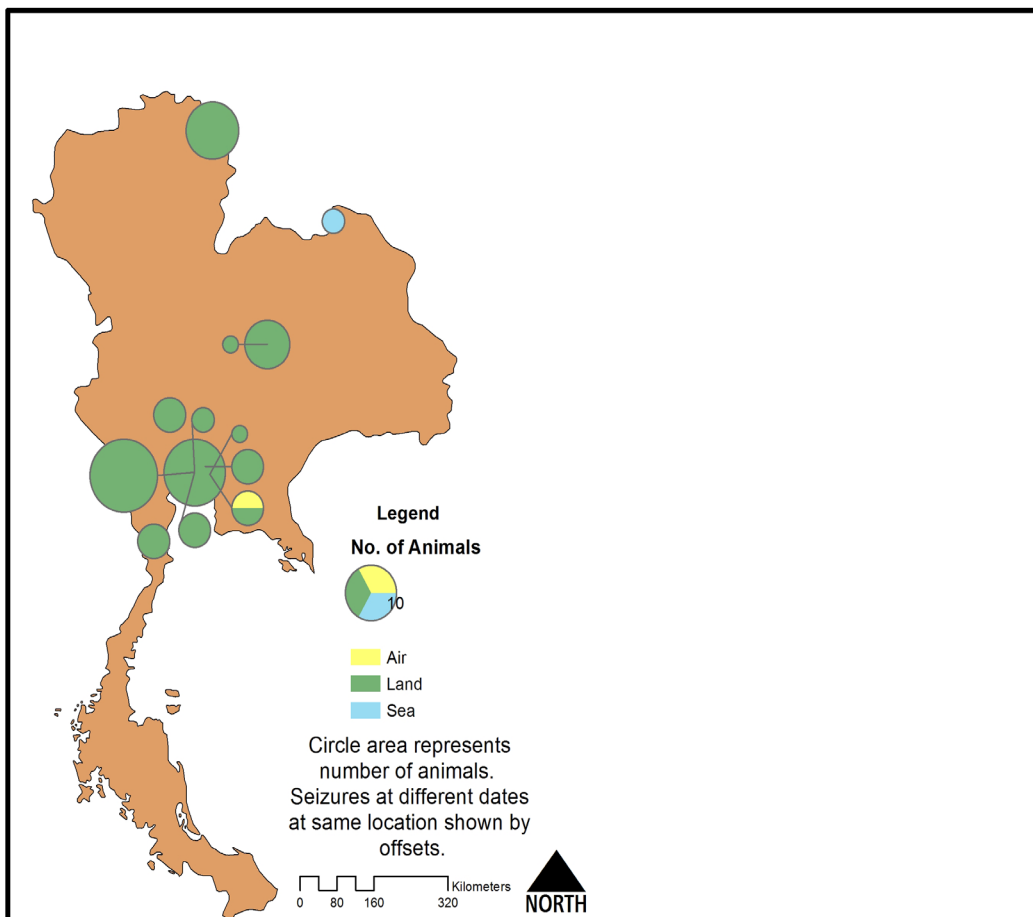 Legend
No. of Animals
10
Air
Land
Sea
Circle area represents
number of animals.
Seizures at different dates
at same location shown by
offsets.
Kilometers
0 80 160 320
NORTH